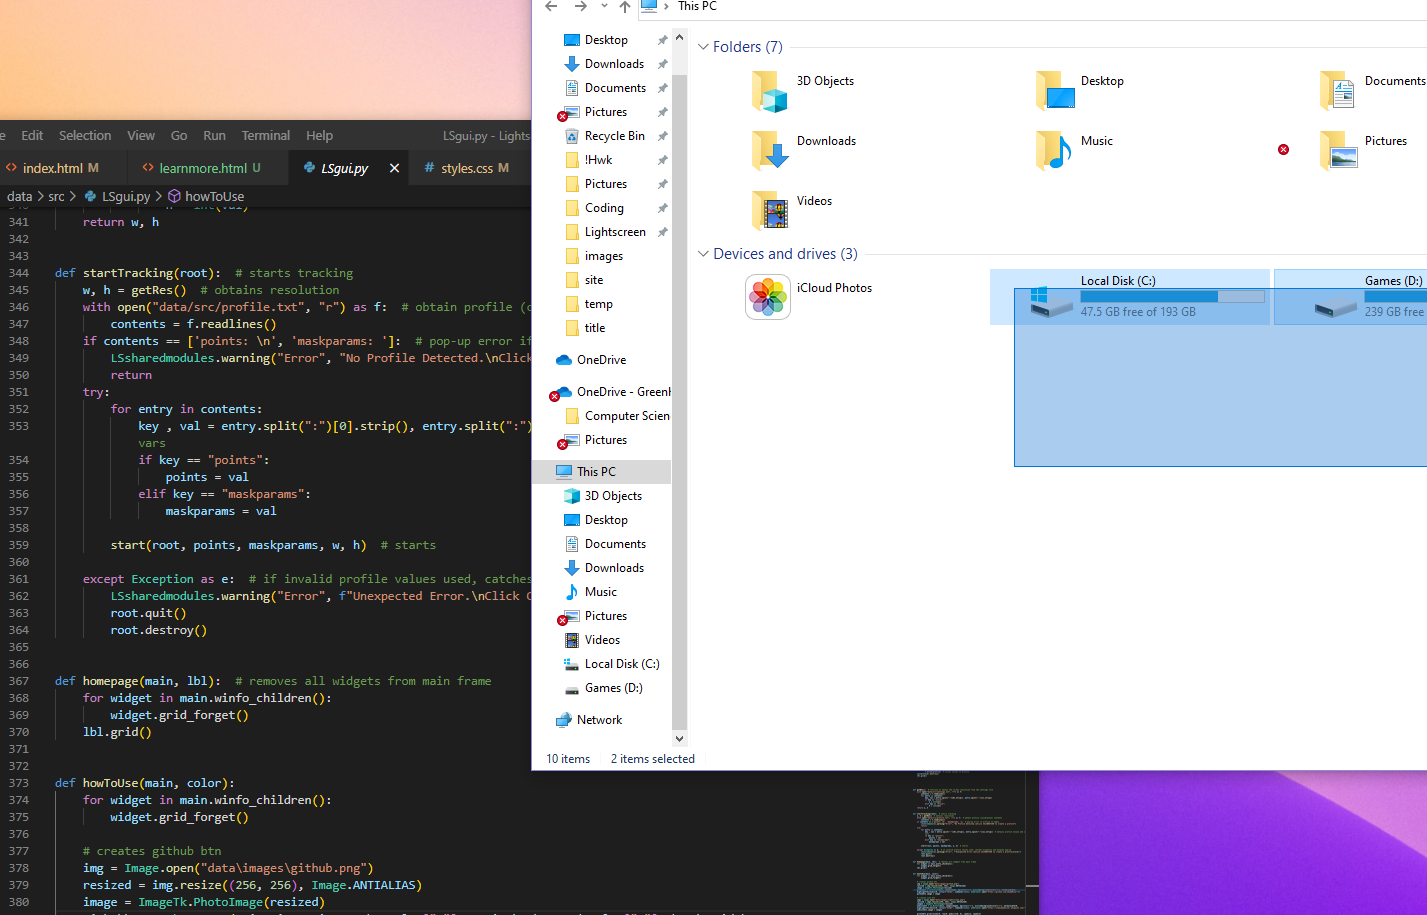 This PC
Desktop
Downloads
Documents
Pictures
Recycle Bin
!Hwk
Pictures
Coding
Lightscreen
images
site
temp
title
OneDrive
OneDrive - Green
Computer Scien
Pictures
This PC
3D Objects
Desktop
Documents
Downloads
Music
Pictures
Videos
Local Disk (C:)
Games (D:)
Network
10 items 2 items selected
Folders (7)
3D Objects
Desktop
Documents
Downloads
Music
Pictures
Videos
Devices and drives (3)
iCloud Photos
Local Disk (C:)
47.5 GB free of 193 GB
Games (D:)
239 GB free
e Edit Selection View Go Run Terminal Help LSgui.py - Lights
index.html M learnmore.html U LSgui.py styles.css M
data > src > LSgui.py > howToUse
341 return w, h
342
343
344 def startTracking(root):  # starts tracking
345 w, h = getRes()  # obtains resolution
346 with open("data/src/profile.txt", "r") as f:  # obtain profile (
347 contents = f.readlines()
348 if contents == ['points: \n', 'maskparams: ']:  # pop-up error if
349 LSsharedmodules.warning("Error", "No Profile Detected.\nClick
350 return
351 try:
352 for entry in contents:
353 key , val = entry.split(":")[0].strip(), entry.split(":")
vars
354 if key == "points":
355 points = val
356 elif key == "maskparams":
357 maskparams = val
358
359 start(root, points, maskparams, w, h)  # starts
360
361 except Exception as e:  # if invalid profile values used, catches
362 LSsharedmodules.warning("Error", f"Unexpected Error.\nClick
363 root.quit()
364 root.destroy()
365
366
367 def homepage(main, lbl):  # removes all widgets from main frame
368 for widget in main.winfo_children():
369 widget.grid_forget()
370 lbl.grid()
371
372
373 def howToUse(main, color):
374 for widget in main.winfo_children():
375 widget.grid_forget()
376
377 # creates github btn
378 img = Image.open("data\images\github.png")
379 resized = img.resize((256, 256), Image.ANTIALIAS)
380 image = ImageTk.PhotoImage(resized)